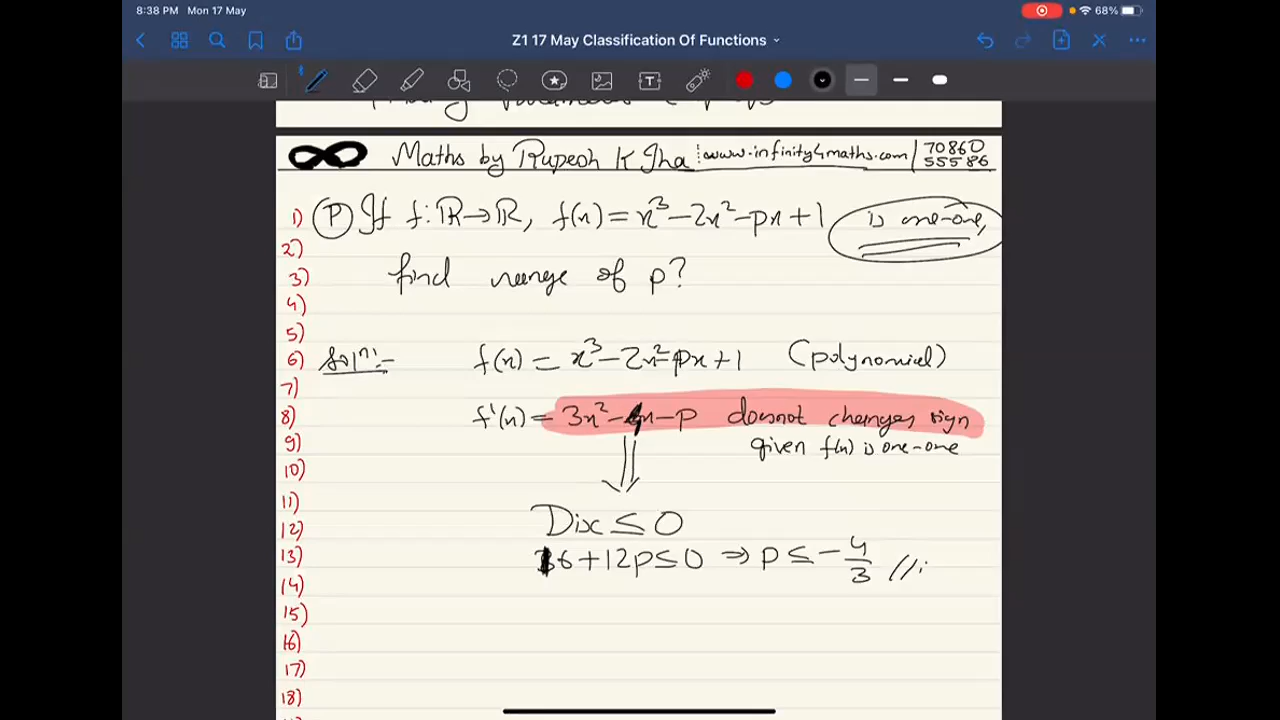 8:38 PM Mon 17 May
68%
Z1 17 May Classification Of Functions
T
Maths by Rupesh K Jha www.infinity4maths.com 70860 55586
1) (P) If f: ℝ→ℝ, f(x) = x³ - 2x² - px + 1 is one-one,
2)
3) find range of p?
4)
5)
6) Solⁿ:- f(x) = x³ - 2x² - px + 1 (polynomial)
7)
8) f'(x) = 3x² - 4x - p doesnot changes sign
9) given f(x) is one-one
10)
11)
12) Dix ≤ 0
13) 16 + 12p ≤ 0 ⇒ p ≤ -4/3 //.
14)
15)
16)
17)
18)